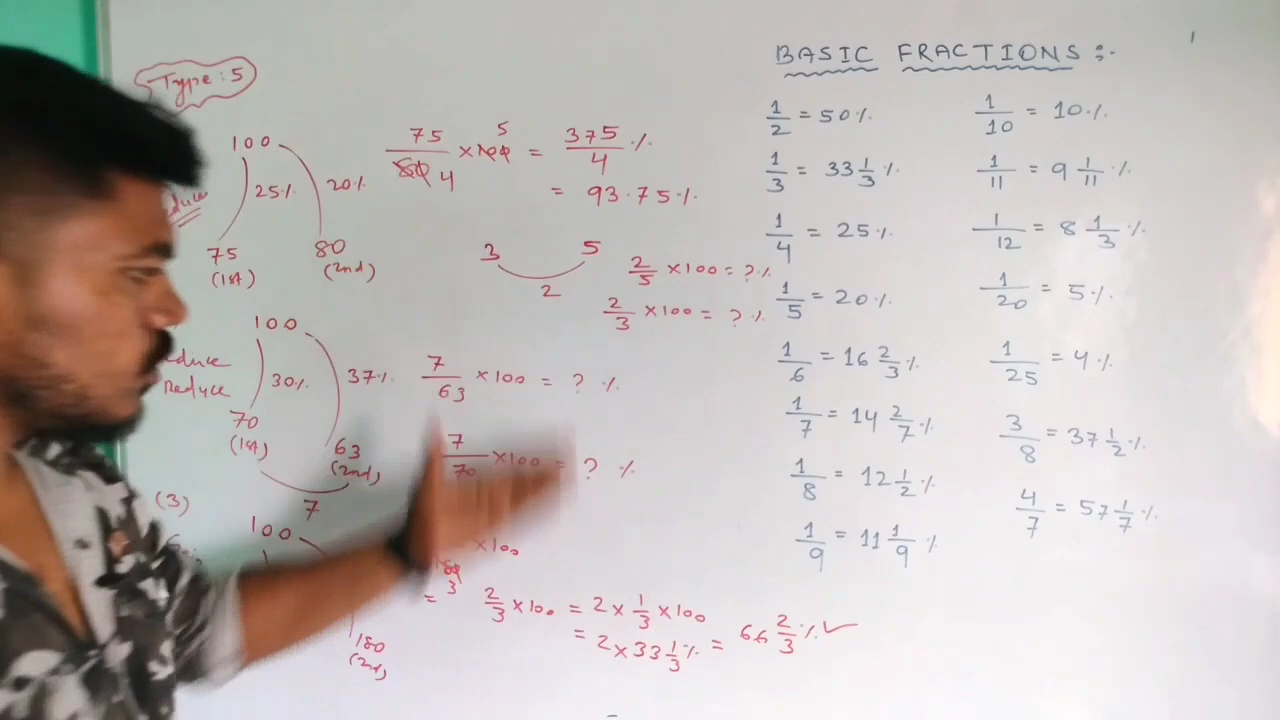 Type : 5
100
25% 20%
75 80
(1st) (2nd)
75/80 4 × 100 5 = 375/4 %
= 93.75%
3 5
2
2/5 × 100 = ? %
2/3 × 100 = ? %
100
Reduce
30% 37%
70
(1st)
63
(2nd)
7
7/63 × 100 = ? %
7/70 × 100 = ? %
(3)
100
180
(2nd)
× 100
180
3
= 2/3 × 100 = 2 × 1/3 × 100
= 2 × 33 1/3 % = 66 2/3 % ✓
BASIC FRACTIONS :-
1/2 = 50%
1/3 = 33 1/3 %
1/4 = 25%
1/5 = 20%
1/6 = 16 2/3 %
1/7 = 14 2/7 %
1/8 = 12 1/2 %
1/9 = 11 1/9 %
1/10 = 10%
1/11 = 9 1/11 %
1/12 = 8 1/3 %
1/20 = 5%
1/25 = 4%
3/8 = 37 1/2 %
4/7 = 57 1/7 %